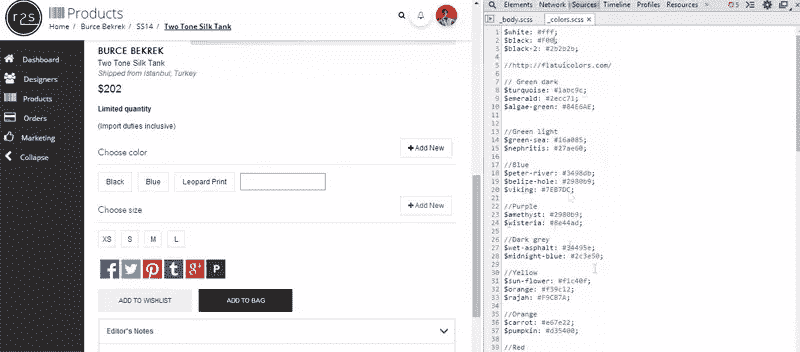 r2s
Products
Home / Burce Bekrek / SS14 / Two Tone Silk Tank
Dashboard
Designers
Products
Orders
Marketing
Collapse
BURCE BEKREK
Two Tone Silk Tank
Shipped from Istanbul, Turkey
$202
Limited quantity
(Import duties inclusive)
Choose color
Add New
Black
Blue
Leopard Print
Choose size
Add New
XS
S
M
L
ADD TO WISHLIST
ADD TO BAG
Editor's Notes
Elements Network Sources Timeline Profiles Resources »
_body.scss _colors.scss ×
1 $white: #fff;
2 $black: #F00;
3 $black-2: #2b2b2b;
4
5 //http://flatuicolors.com/
6
7 // Green dark
8 $turquoise: #1abc9c;
9 $emerald: #2ecc71;
10 $algae-green: #84E6AE;
11
12
13 //Green light
14 $green-sea: #16a085;
15 $nephritis: #27ae60;
16
17 //Blue
18 $peter-river: #3498db;
19 $belize-hole: #2980b9;
20 $viking: #7EB7DC;
21
22 //Purple
23 $amethyst: #2980b9;
24 $wisteria: #8e44ad;
25
26 //Dark grey
27 $wet-asphalt: #34495e;
28 $midnight-blue: #2c3e50;
29
30 //Yellow
31 $sun-flower: #f1c40f;
32 $orange: #f39c12;
33 $rajah: #F9CB7A;
34
35 //Orange
36 $carrot: #e67e22;
37 $pumpkin: #d35400;
38
39 //Red